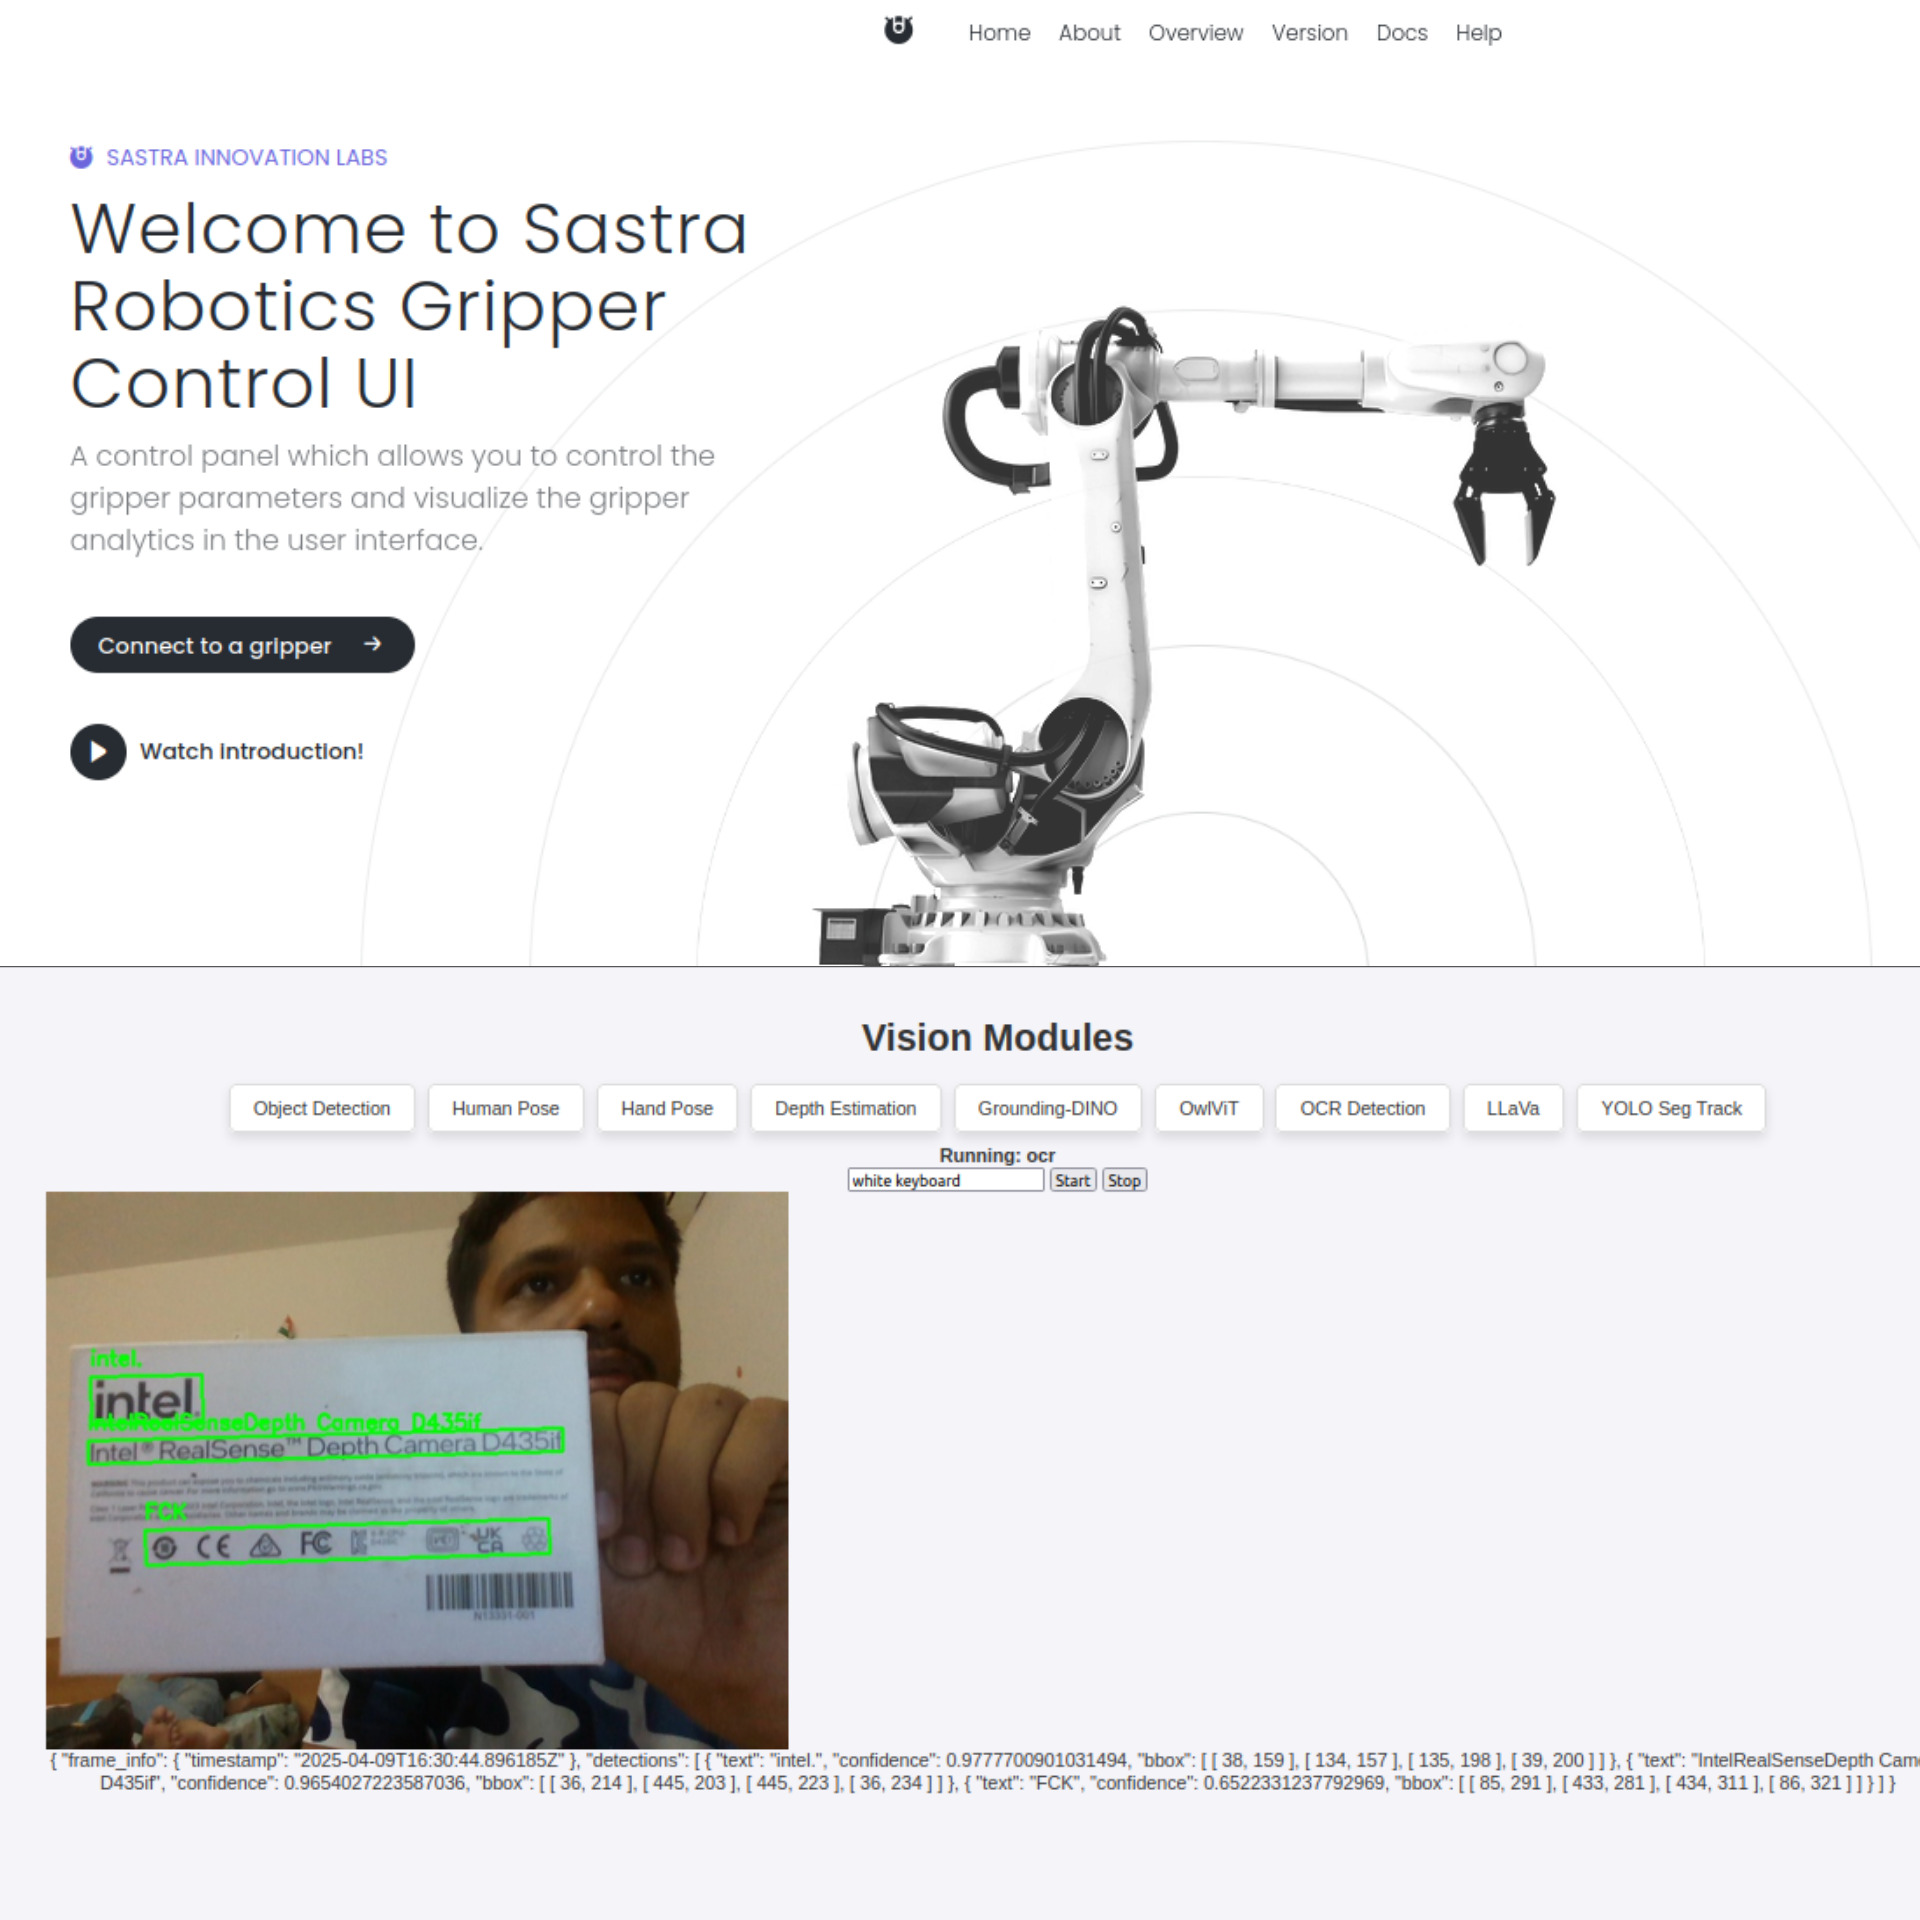 Home About Overview Version Docs Help
SASTRA INNOVATION LABS
Welcome to Sastra
Robotics Gripper
Control UI
A control panel which allows you to control the
gripper parameters and visualize the gripper
analytics in the user interface.
Connect to a gripper →
Watch introduction!
Vision Modules
Object Detection Human Pose Hand Pose Depth Estimation Grounding-DINO OwlViT OCR Detection LLaVa YOLO Seg Track
Running: ocr
white keyboard Start Stop
intel.
intel.
IntelRealSenseDepth Camera D435if
Intel® RealSense™ Depth Camera D435if
FCK
CE FC UK
CA
N13331-001
{ "frame_info": { "timestamp": "2025-04-09T16:30:44.896185Z" }, "detections": [ { "text": "intel.", "confidence": 0.9777700901031494, "bbox": [ [ 38, 159 ], [ 134, 157 ], [ 135, 198 ], [ 39, 200 ] ] }, { "text": "IntelRealSenseDepth Cam
D435if", "confidence": 0.9654027223587036, "bbox": [ [ 36, 214 ], [ 445, 203 ], [ 445, 223 ], [ 36, 234 ] ] }, { "text": "FCK", "confidence": 0.6522331237792969, "bbox": [ [ 85, 291 ], [ 433, 281 ], [ 434, 311 ], [ 86, 321 ] ] } ] }